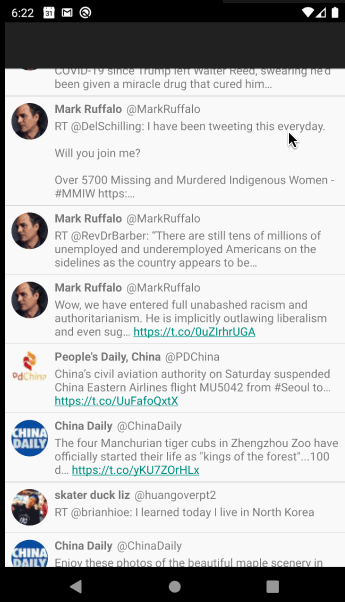 6:22
31
COVID-19 since Trump left Walter Reed, swearing he'd
been given a miracle drug that cured him…
Mark Ruffalo @MarkRuffalo
RT @DelSchilling: I have been tweeting this everyday.
Will you join me?
Over 5700 Missing and Murdered Indigenous Women -
#MMIW https:…
Mark Ruffalo @MarkRuffalo
RT @RevDrBarber: “There are still tens of millions of
unemployed and underemployed Americans on the
sidelines as the country appears to be…
Mark Ruffalo @MarkRuffalo
Wow, we have entered full unabashed racism and
authoritarianism. He is implicitly outlawing liberalism
and even sug… https://t.co/0uZIrhrUGA
People's Daily, China @PDChina
China's civil aviation authority on Saturday suspended
China Eastern Airlines flight MU5042 from #Seoul to…
https://t.co/UuFafoQxtX
pdChina
China Daily @ChinaDaily
The four Manchurian tiger cubs in Zhengzhou Zoo have
officially started their life as "kings of the forest"...100
d… https://t.co/yKU7ZOrHLx
CHINA
DAILY
skater duck liz @huangoverpt2
RT @brianhioe: I learned today I live in North Korea
China Daily @ChinaDaily
Enjoy these photos of the beautiful maple scenery in
CHINA
DAILY